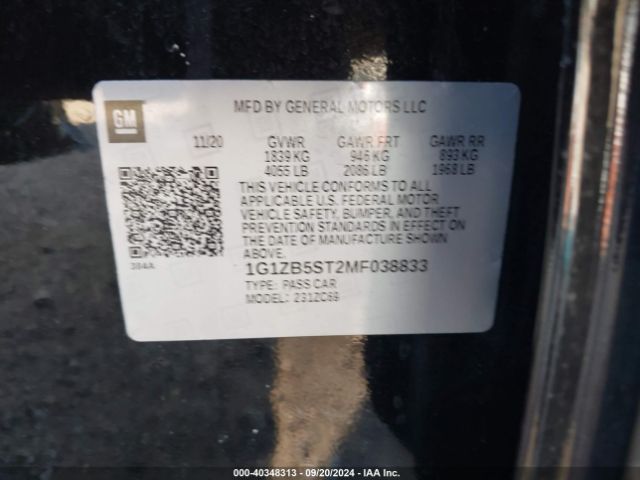 GM
MFD BY GENERAL MOTORS LLC
11/20 GVWR GAWR FRT GAWR RR
1839 KG 946 KG 893 KG
4055 LB 2086 LB 1968 LB
THIS VEHICLE CONFORMS TO ALL
APPLICABLE U.S. FEDERAL MOTOR
VEHICLE SAFETY, BUMPER, AND THEFT
PREVENTION STANDARDS IN EFFECT ON
THE DATE OF MANUFACTURE SHOWN
ABOVE.
384A
1G1ZB5ST2MF038833
TYPE: PASS CAR
MODEL: 231ZC69
000-40348313 - 09/20/2024 - IAA Inc.